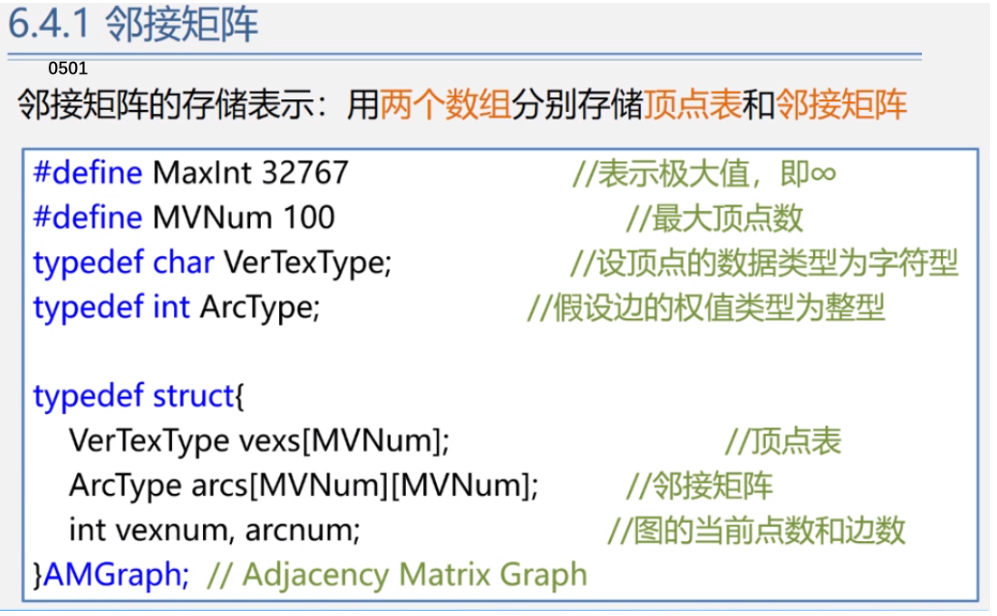 6.4.1 邻接矩阵
0501
邻接矩阵的存储表示：用两个数组分别存储顶点表和邻接矩阵
#define MaxInt 32767 //表示极大值，即∞
#define MVNum 100 //最大顶点数
typedef char VerTexType; //设顶点的数据类型为字符型
typedef int ArcType; //假设边的权值类型为整型
typedef struct{
VerTexType vexs[MVNum]; //顶点表
ArcType arcs[MVNum][MVNum]; //邻接矩阵
int vexnum, arcnum; //图的当前点数和边数
}AMGraph; // Adjacency Matrix Graph